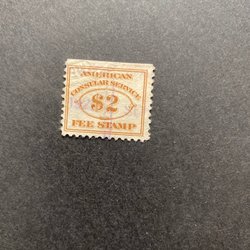 AMERICAN
CONSULAR SERVICE
$2
FEE STAMP